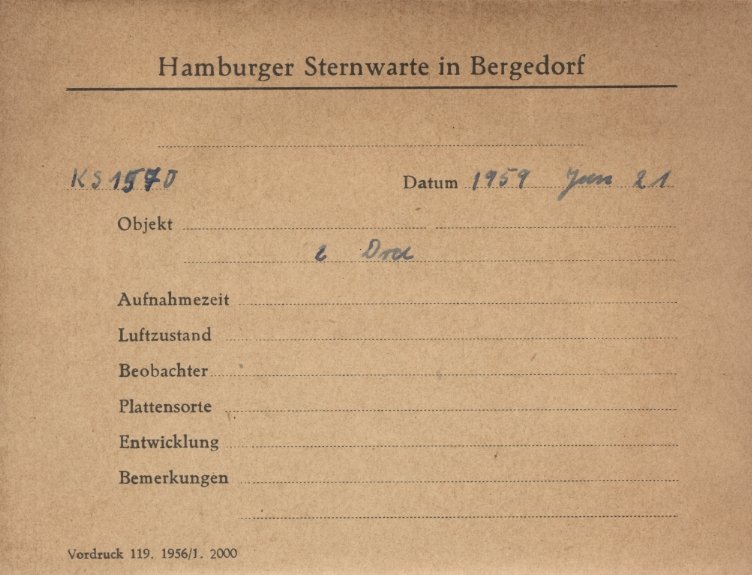 Hamburger Sternwarte in Bergedorf
KS 1570 Datum 1959 Jun 21
Objekt
ι Dra
Aufnahmezeit
Luftzustand
Beobachter
Plattensorte
Entwicklung
Bemerkungen
Vordruck 119. 1956/1. 2000